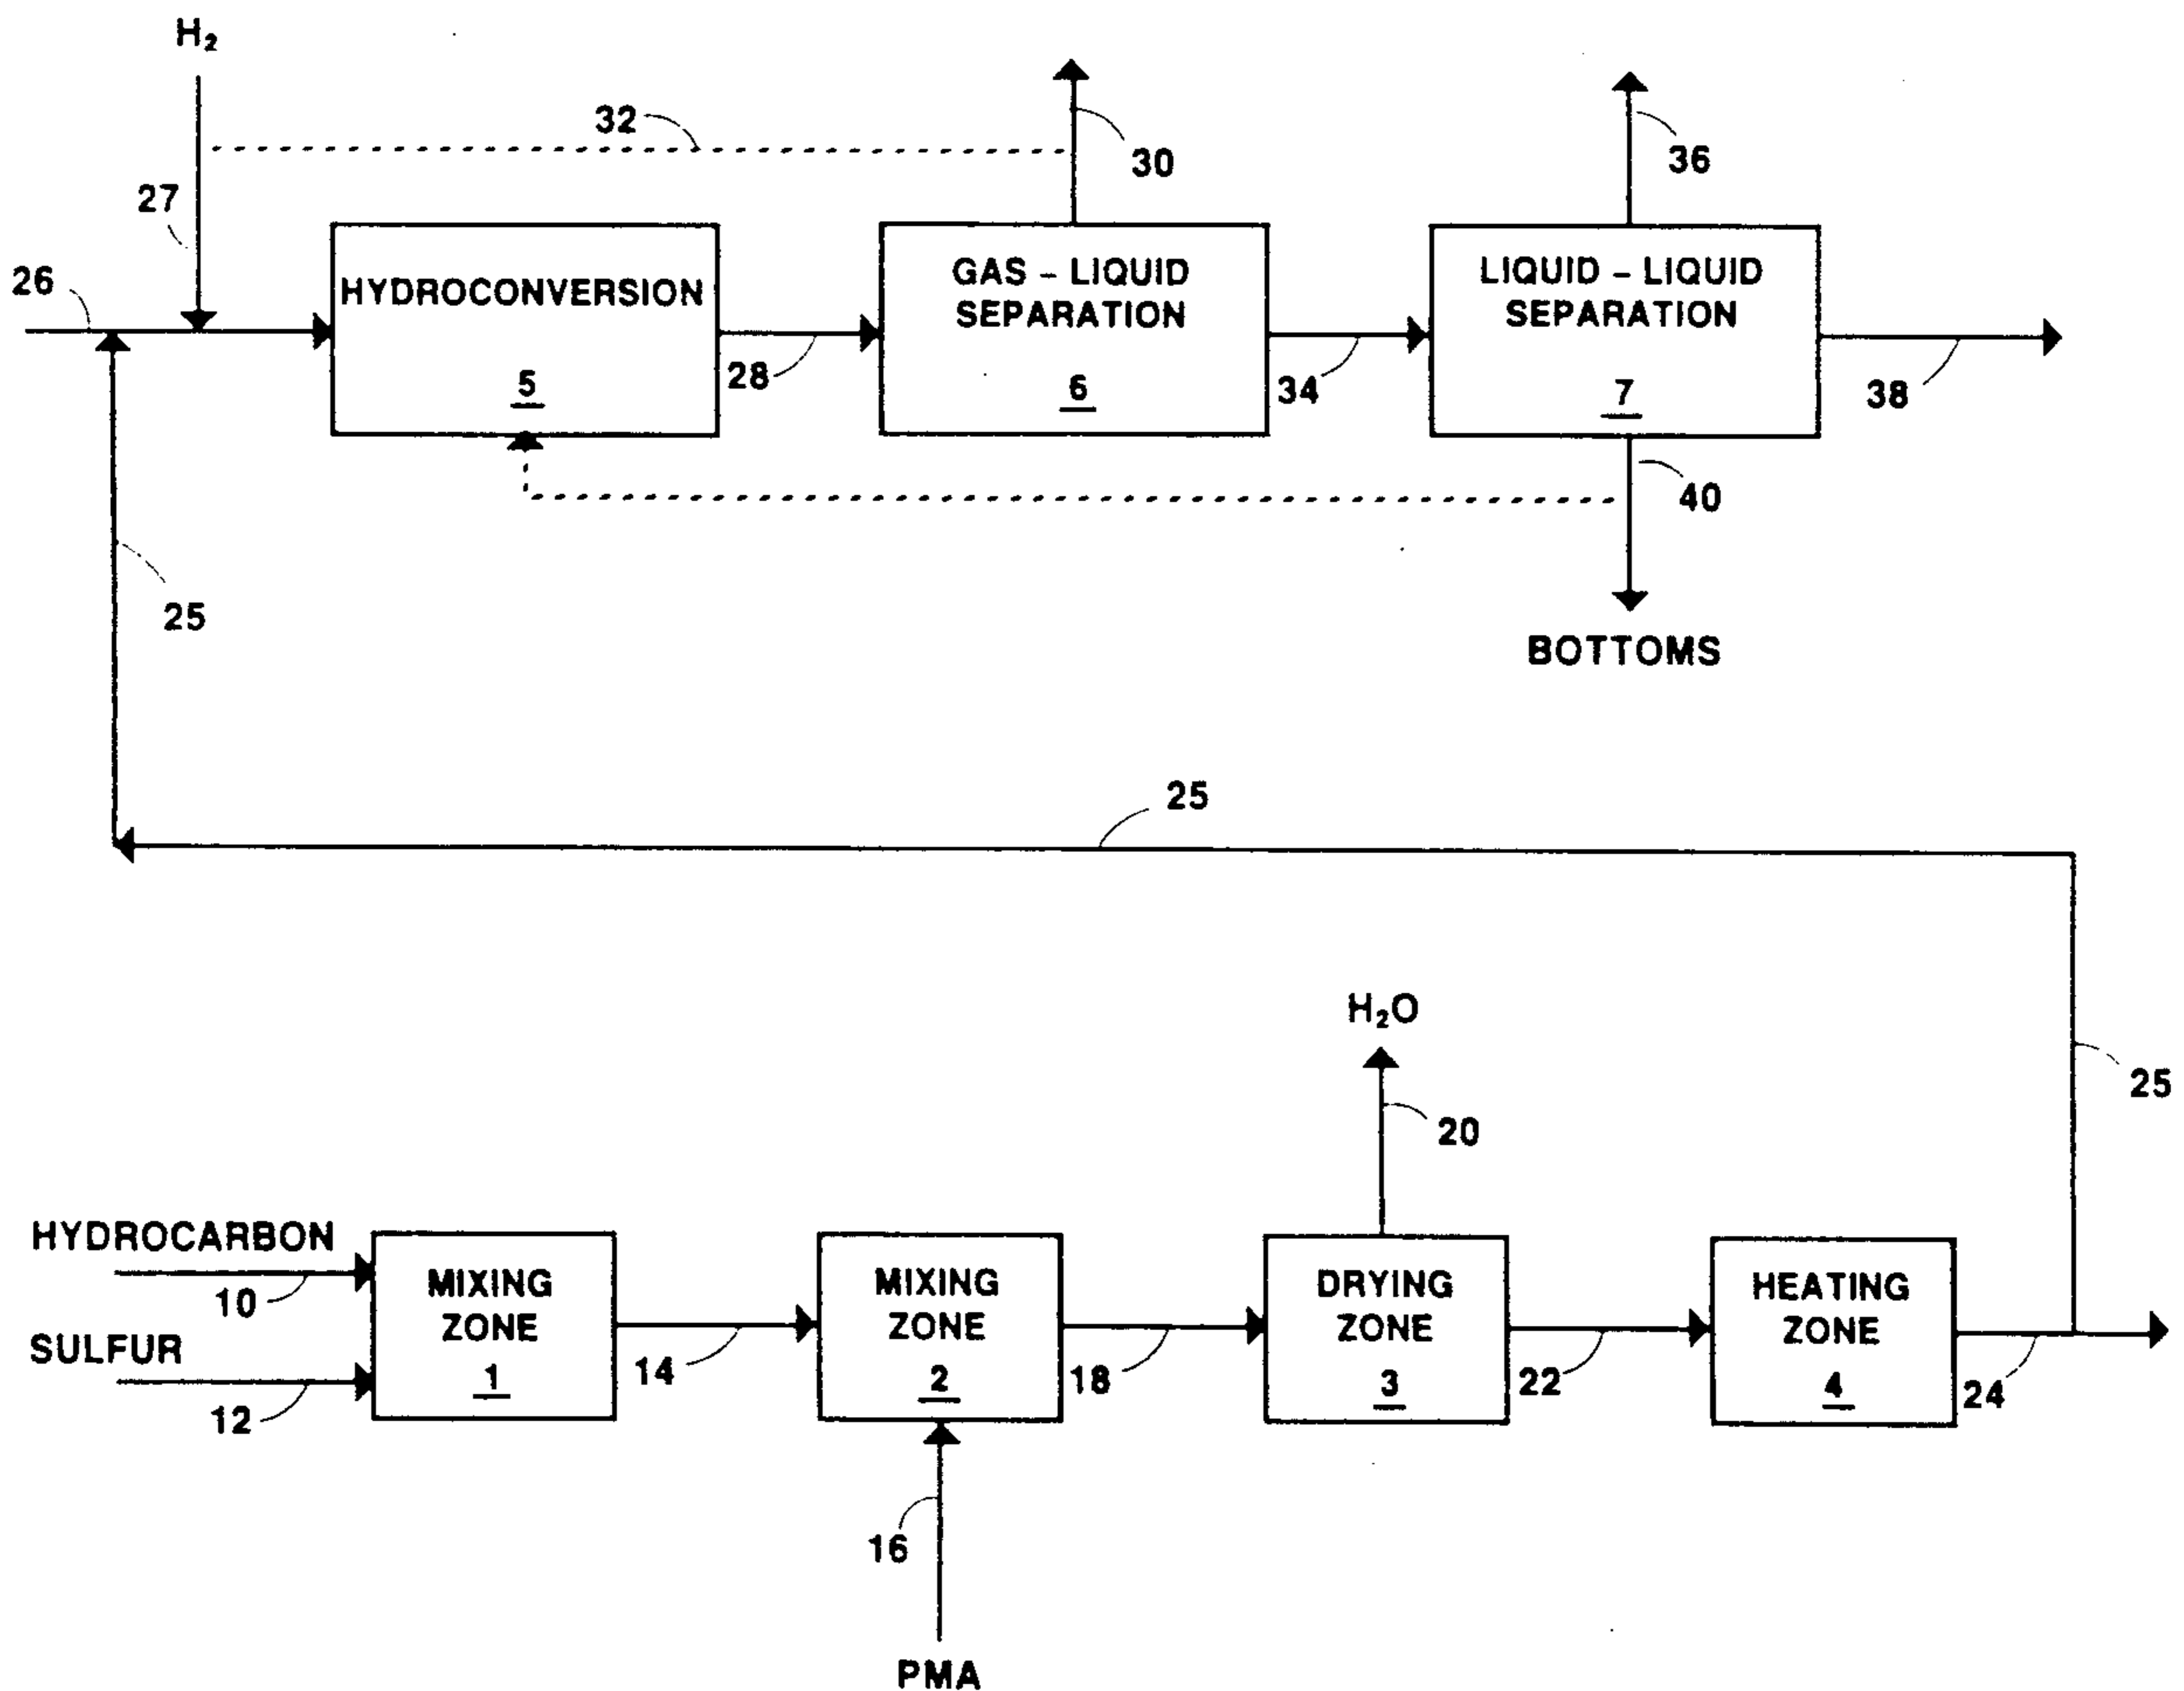 H₂
32
30
36
27
26
HYDROCONVERSION
5
28
GAS – LIQUID
SEPARATION
6
34
LIQUID – LIQUID
SEPARATION
7
38
40
BOTTOMS
25
25
25
H₂O
20
HYDROCARBON
10
SULFUR
12
MIXING
ZONE
1
14
MIXING
ZONE
2
16
PMA
18
DRYING
ZONE
3
22
HEATING
ZONE
4
24